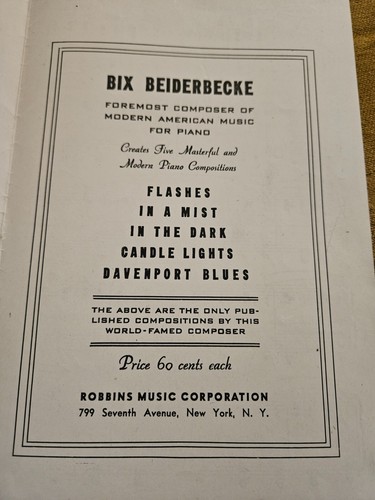 BIX BEIDERBECKE
FOREMOST COMPOSER OF
MODERN AMERICAN MUSIC
FOR PIANO
Creates Five Masterful and
Modern Piano Compositions
FLASHES
IN A MIST
IN THE DARK
CANDLE LIGHTS
DAVENPORT BLUES
THE ABOVE ARE THE ONLY PUB-
LISHED COMPOSITIONS BY THIS
WORLD-FAMED COMPOSER
Price 60 cents each
ROBBINS MUSIC CORPORATION
799 Seventh Avenue, New York, N. Y.